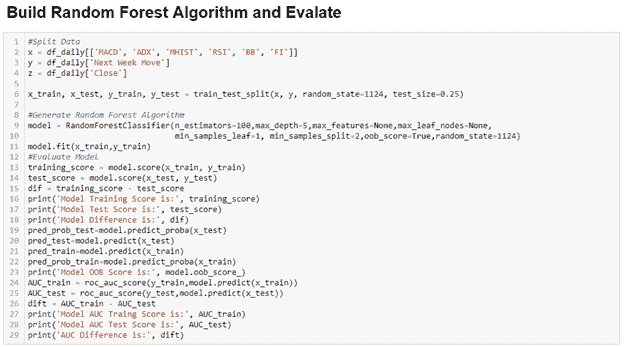 Build Random Forest Algorithm and Evalate
1 #Split Data
2 x = df_daily[['MACD', 'ADX', 'MHIST', 'RSI', 'BB', 'FI']]
3 y = df_daily['Next Week Move']
4 z = df_daily['Close']
5
6 x_train, x_test, y_train, y_test = train_test_split(x, y, random_state=1124, test_size=0.25)
7
8 #Generate Random Forest Algorithm
9 model = RandomForestClassifier(n_estimators=100,max_depth=5,max_features=None,max_leaf_nodes=None,
10 min_samples_leaf=1, min_samples_split=2,oob_score=True,random_state=1124)
11 model.fit(x_train,y_train)
12 #Evaluate Model
13 training_score = model.score(x_train, y_train)
14 test_score = model.score(x_test, y_test)
15 dif = training_score - test_score
16 print('Model Training Score is:', training_score)
17 print('Model Test Score is:', test_score)
18 print('Model Difference is:', dif)
19 pred_prob_test=model.predict_proba(x_test)
20 pred_test=model.predict(x_test)
21 pred_train=model.predict(x_train)
22 pred_prob_train=model.predict_proba(x_train)
23 print('Model OOB Score is:', model.oob_score_)
24 AUC_train = roc_auc_score(y_train,model.predict(x_train))
25 AUC_test = roc_auc_score(y_test,model.predict(x_test))
26 dift = AUC_train - AUC_test
27 print('Model AUC Traing Score is:', AUC_train)
28 print('Model AUC Test Score is:', AUC_test)
29 print('AUC Difference is:', dift)